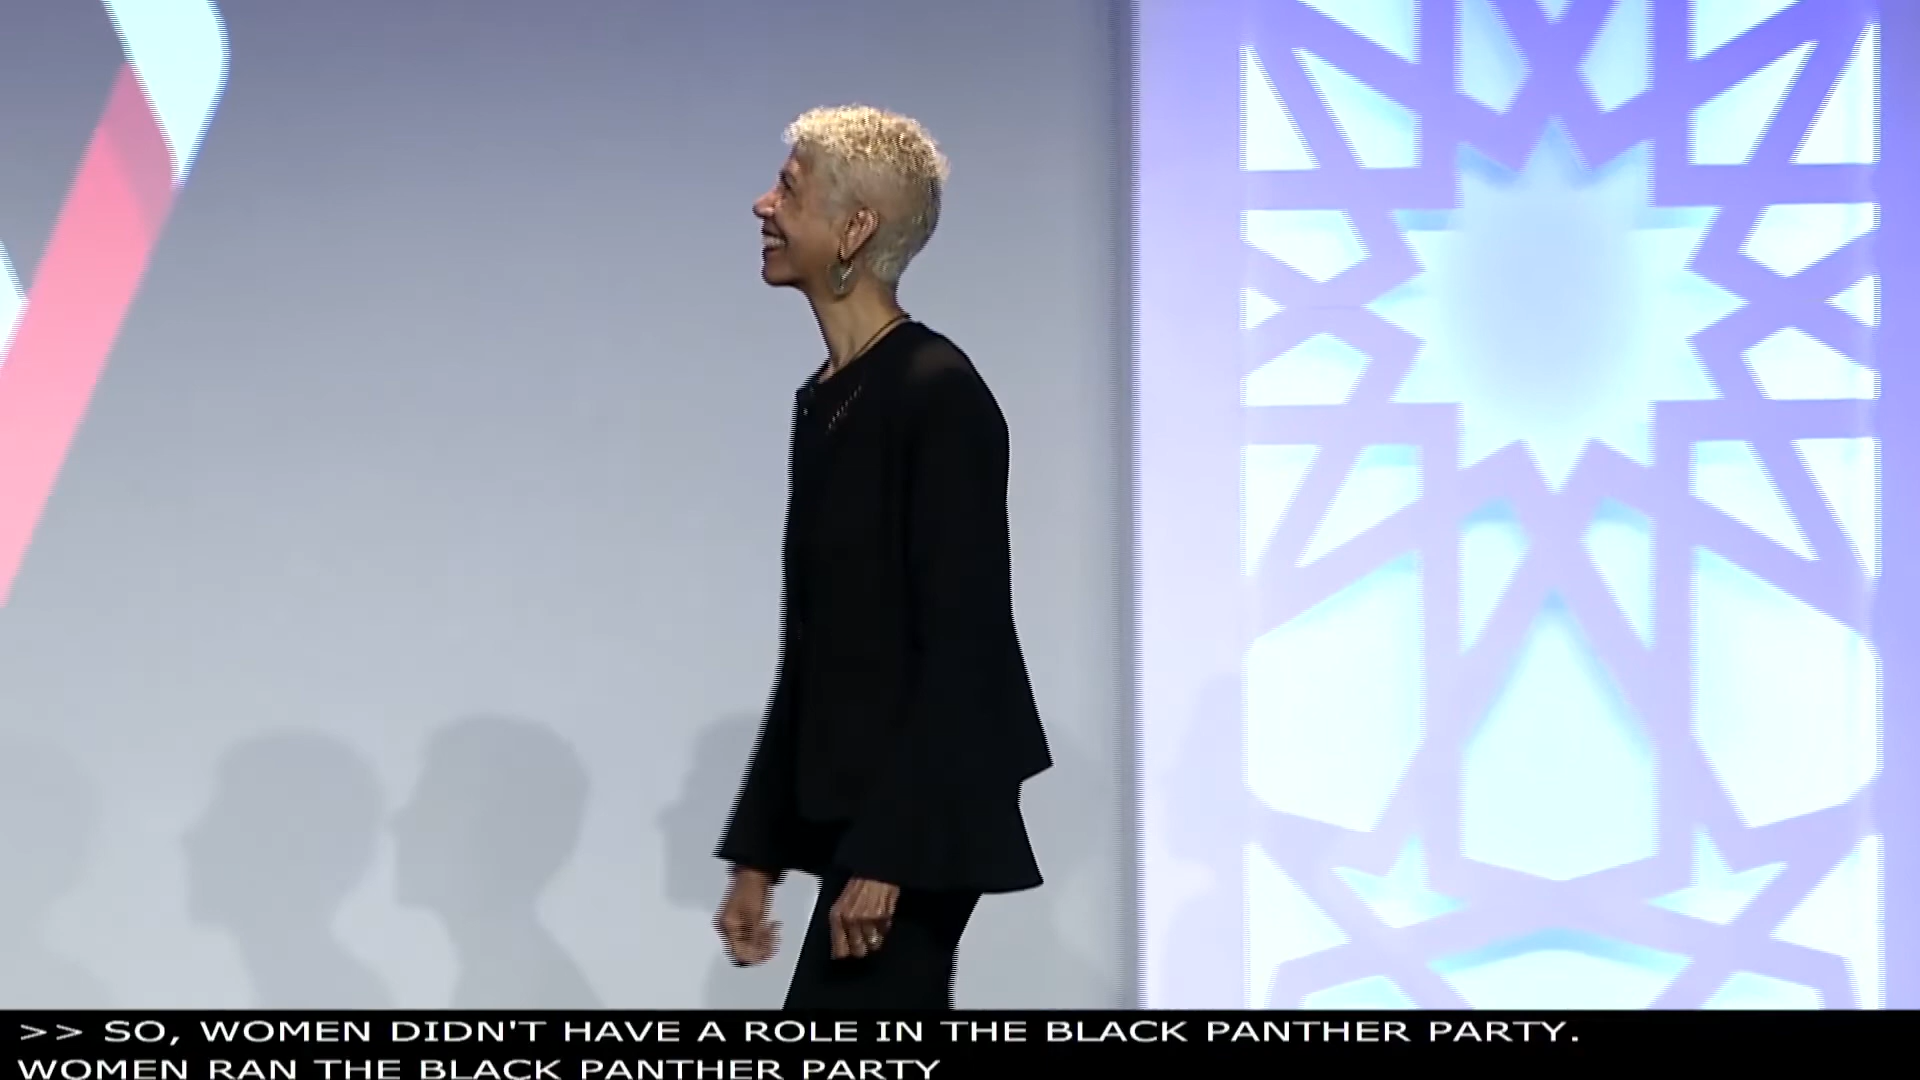 >> SO, WOMEN DIDN'T HAVE A ROLE IN THE BLACK PANTHER PARTY.
WOMEN RAN THE BLACK PANTHER PARTY